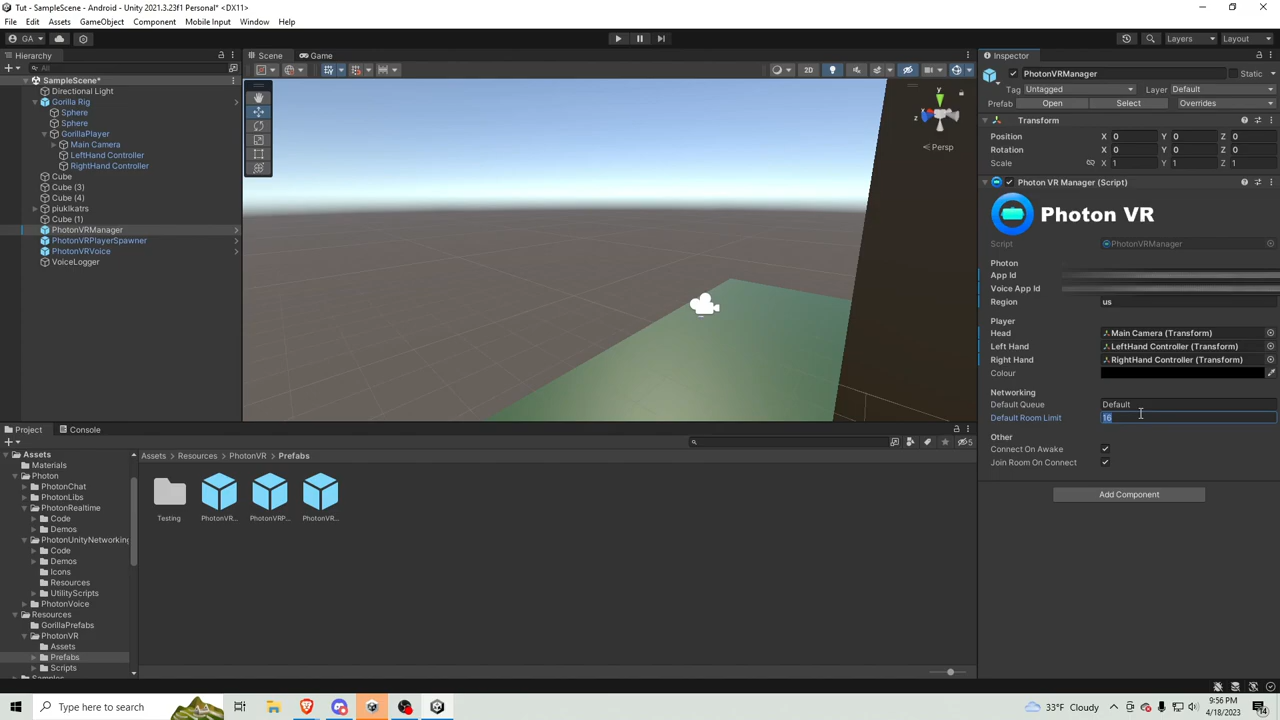 Tut - SampleScene - Android - Unity 2021.3.23f1 Personal* <DX11>
File Edit Assets GameObject Component Mobile Input Window Help
GA Layers Layout
Hierarchy
All
SampleScene*
Directional Light
Gorilla Rig
Sphere
Sphere
GorillaPlayer
Main Camera
LeftHand Controller
RightHand Controller
Cube
Cube (3)
Cube (4)
piuklkatrs
Cube (1)
PhotonVRManager
PhotonVRPlayerSpawner
PhotonVRVoice
VoiceLogger
Scene Game
2D
y
z
Persp
Inspector
PhotonVRManager Static
Tag Untagged Layer Default
Prefab Open Select Overrides
Transform
Position X 0 Y 0 Z 0
Rotation X 0 Y 0 Z 0
Scale X 1 Y 1 Z 1
Photon VR Manager (Script)
Photon VR
Script PhotonVRManager
Photon
App Id
Voice App Id
Region us
Player
Head Main Camera (Transform)
Left Hand LeftHand Controller (Transform)
Right Hand RightHand Controller (Transform)
Colour
Networking
Default Queue Default
Default Room Limit 16
Other
Connect On Awake
Join Room On Connect
Add Component
Project Console
5
Assets
Materials
Photon
PhotonChat
PhotonLibs
PhotonRealtime
Code
Demos
PhotonUnityNetworking
Code
Demos
Icons
Resources
UtilityScripts
PhotonVoice
Resources
GorillaPrefabs
PhotonVR
Assets
Prefabs
Scripts
Assets Resources PhotonVR Prefabs
Testing PhotonVR... PhotonVRP... PhotonVR...
Type here to search
33°F Cloudy
9:56 PM
4/18/2023
14